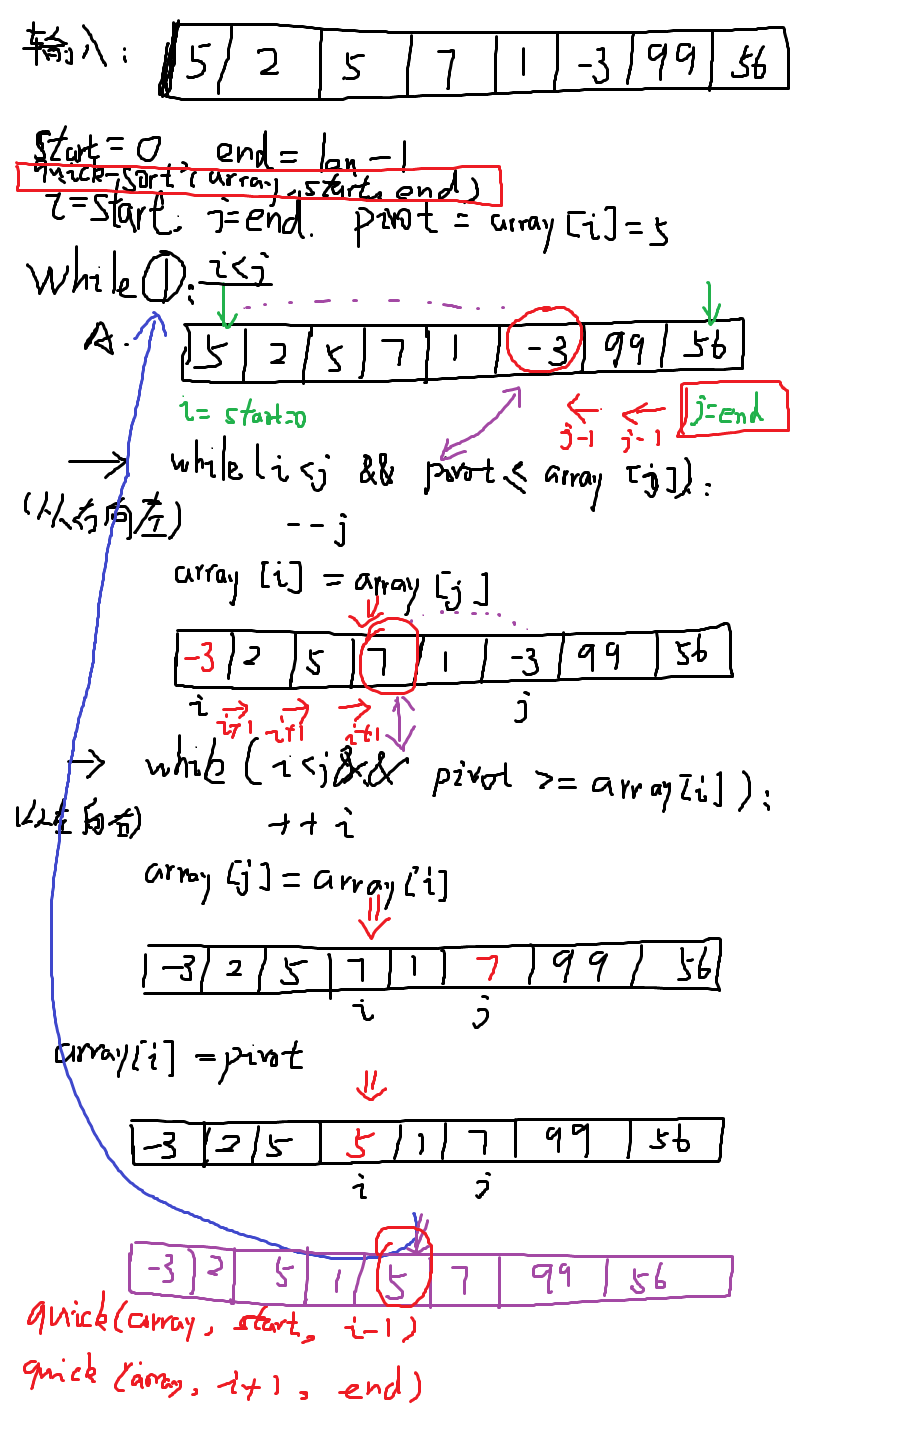 输入: 5 2 5 7 1 -3 99 56
start=0 end=len-1
quick-sort(array, start, end)
i=start. j=end. pivot = array[i]=5
While①: i<j
A. 5 2 5 7 1 -3 99 56
i= start=0 j-1 j-1 j=end
→ while(i<j && pivot ≤ array[j]):
(从右向左) --j
array[i] = array[j]
-3 2 5 7 1 -3 99 56
i i+1 i+1 i+1 j
→ while(i<j&& pivot >= array[i]):
从左向右) ++i
array[j]=array[i]
-3 2 5 7 1 7 99 56
i j
array[i] =pivot
-3 2 5 5 1 7 99 56
i j
-3 2 5 1 5 7 99 56
quick(array, start, i-1)
quick(array, i+1, end)